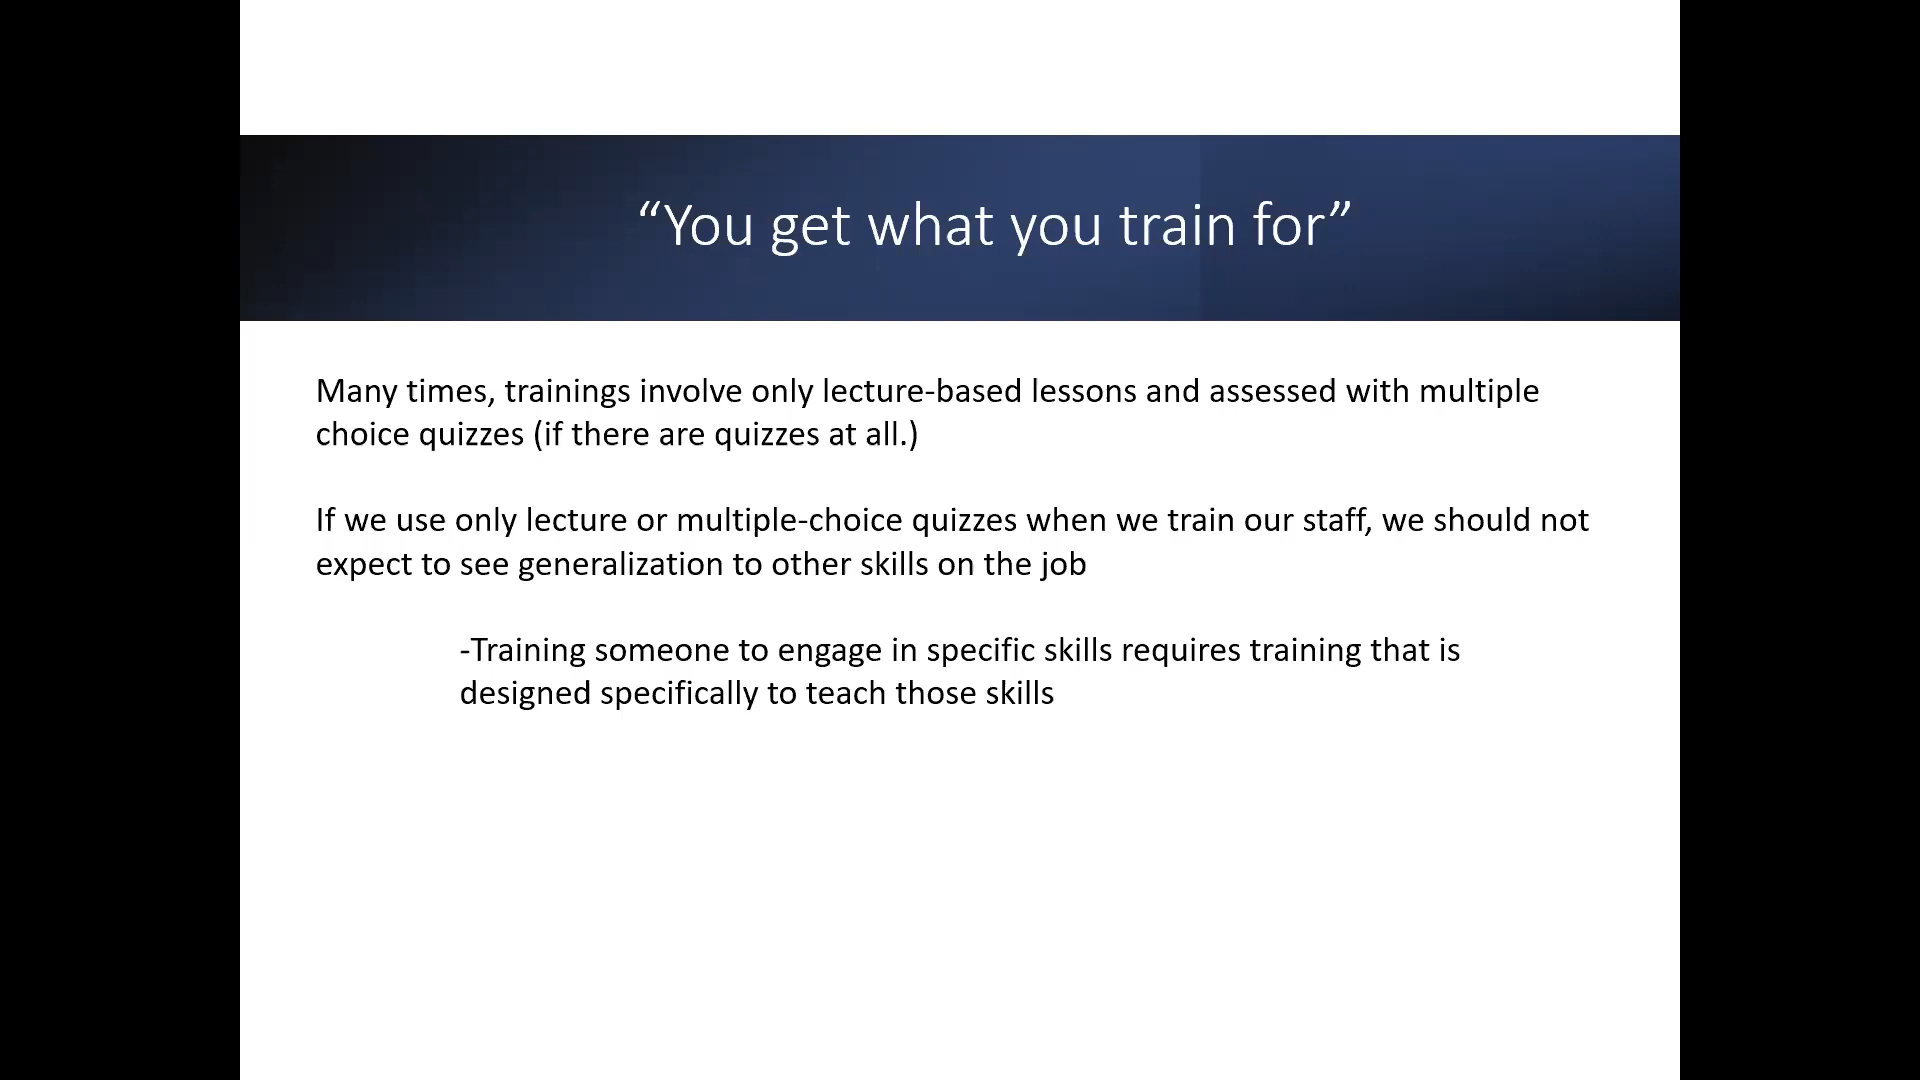 “You get what you train for”
Many times, trainings involve only lecture-based lessons and assessed with multiple
choice quizzes (if there are quizzes at all.)
If we use only lecture or multiple-choice quizzes when we train our staff, we should not
expect to see generalization to other skills on the job
-Training someone to engage in specific skills requires training that is
designed specifically to teach those skills